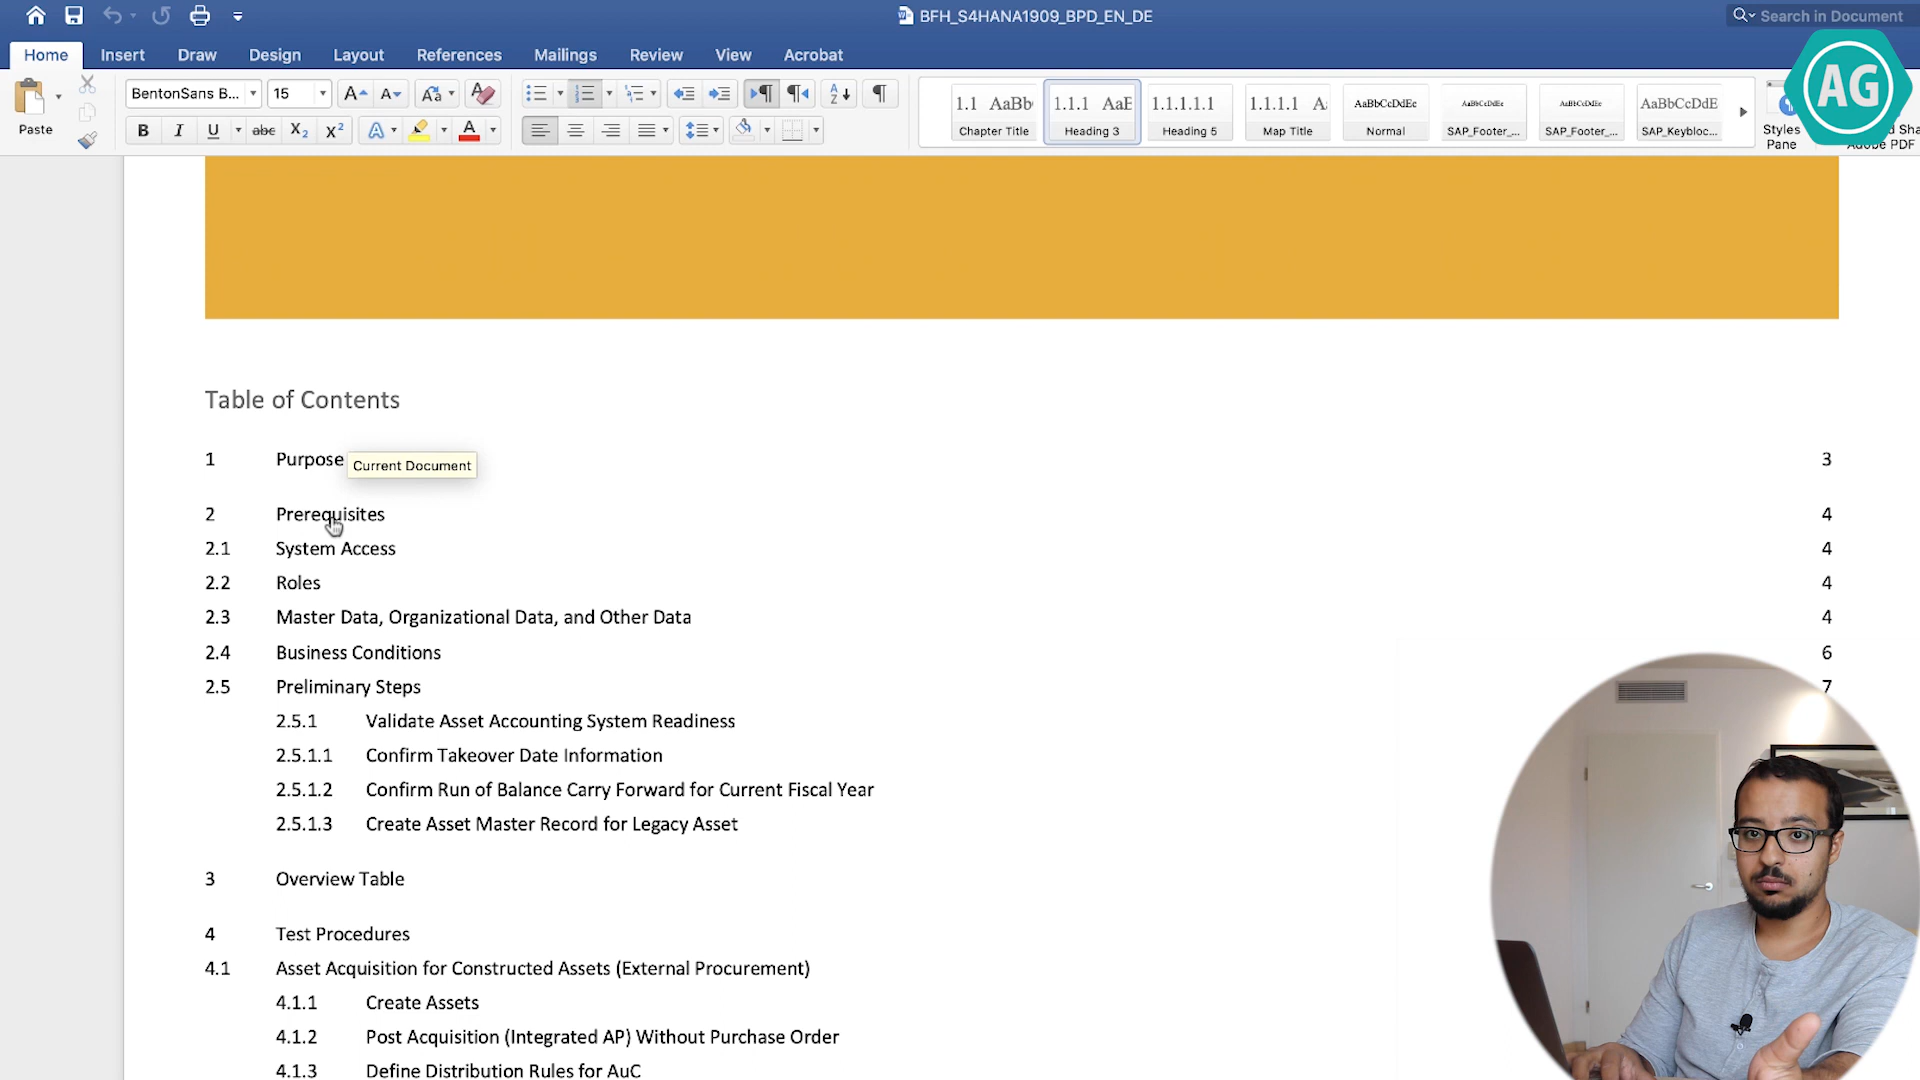 BFH_S4HANA1909_BPD_EN_DE
Search in Document
Home Insert Draw Design Layout References Mailings Review View Acrobat
AG
Paste
BentonSans B... 15
1.1 AaBb 1.1.1 AaE 1.1.1.1.1 1.1.1.1 A AaBbCcDdEe AaBbCcDdEe AaBbCcDdEe AaBbCcDdE
Chapter Title Heading 3 Heading 5 Map Title Normal SAP_Footer_... SAP_Footer_... SAP_Keybloc...
Styles Pane
Adobe PDF
B I U abc X2 X2 A A
Table of Contents
1 Purpose 3
Current Document
2 Prerequisites 4
2.1 System Access 4
2.2 Roles 4
2.3 Master Data, Organizational Data, and Other Data 4
2.4 Business Conditions 6
2.5 Preliminary Steps 7
2.5.1 Validate Asset Accounting System Readiness
2.5.1.1 Confirm Takeover Date Information
2.5.1.2 Confirm Run of Balance Carry Forward for Current Fiscal Year
2.5.1.3 Create Asset Master Record for Legacy Asset
3 Overview Table
4 Test Procedures
4.1 Asset Acquisition for Constructed Assets (External Procurement)
4.1.1 Create Assets
4.1.2 Post Acquisition (Integrated AP) Without Purchase Order
4.1.3 Define Distribution Rules for AuC